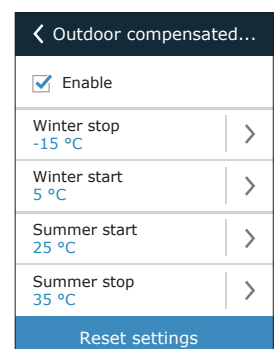 Outdoor compensated...
Enable
Winter stop
-15 °C
Winter start
5 °C
Summer start
25 °C
Summer stop
35 °C
Reset settings